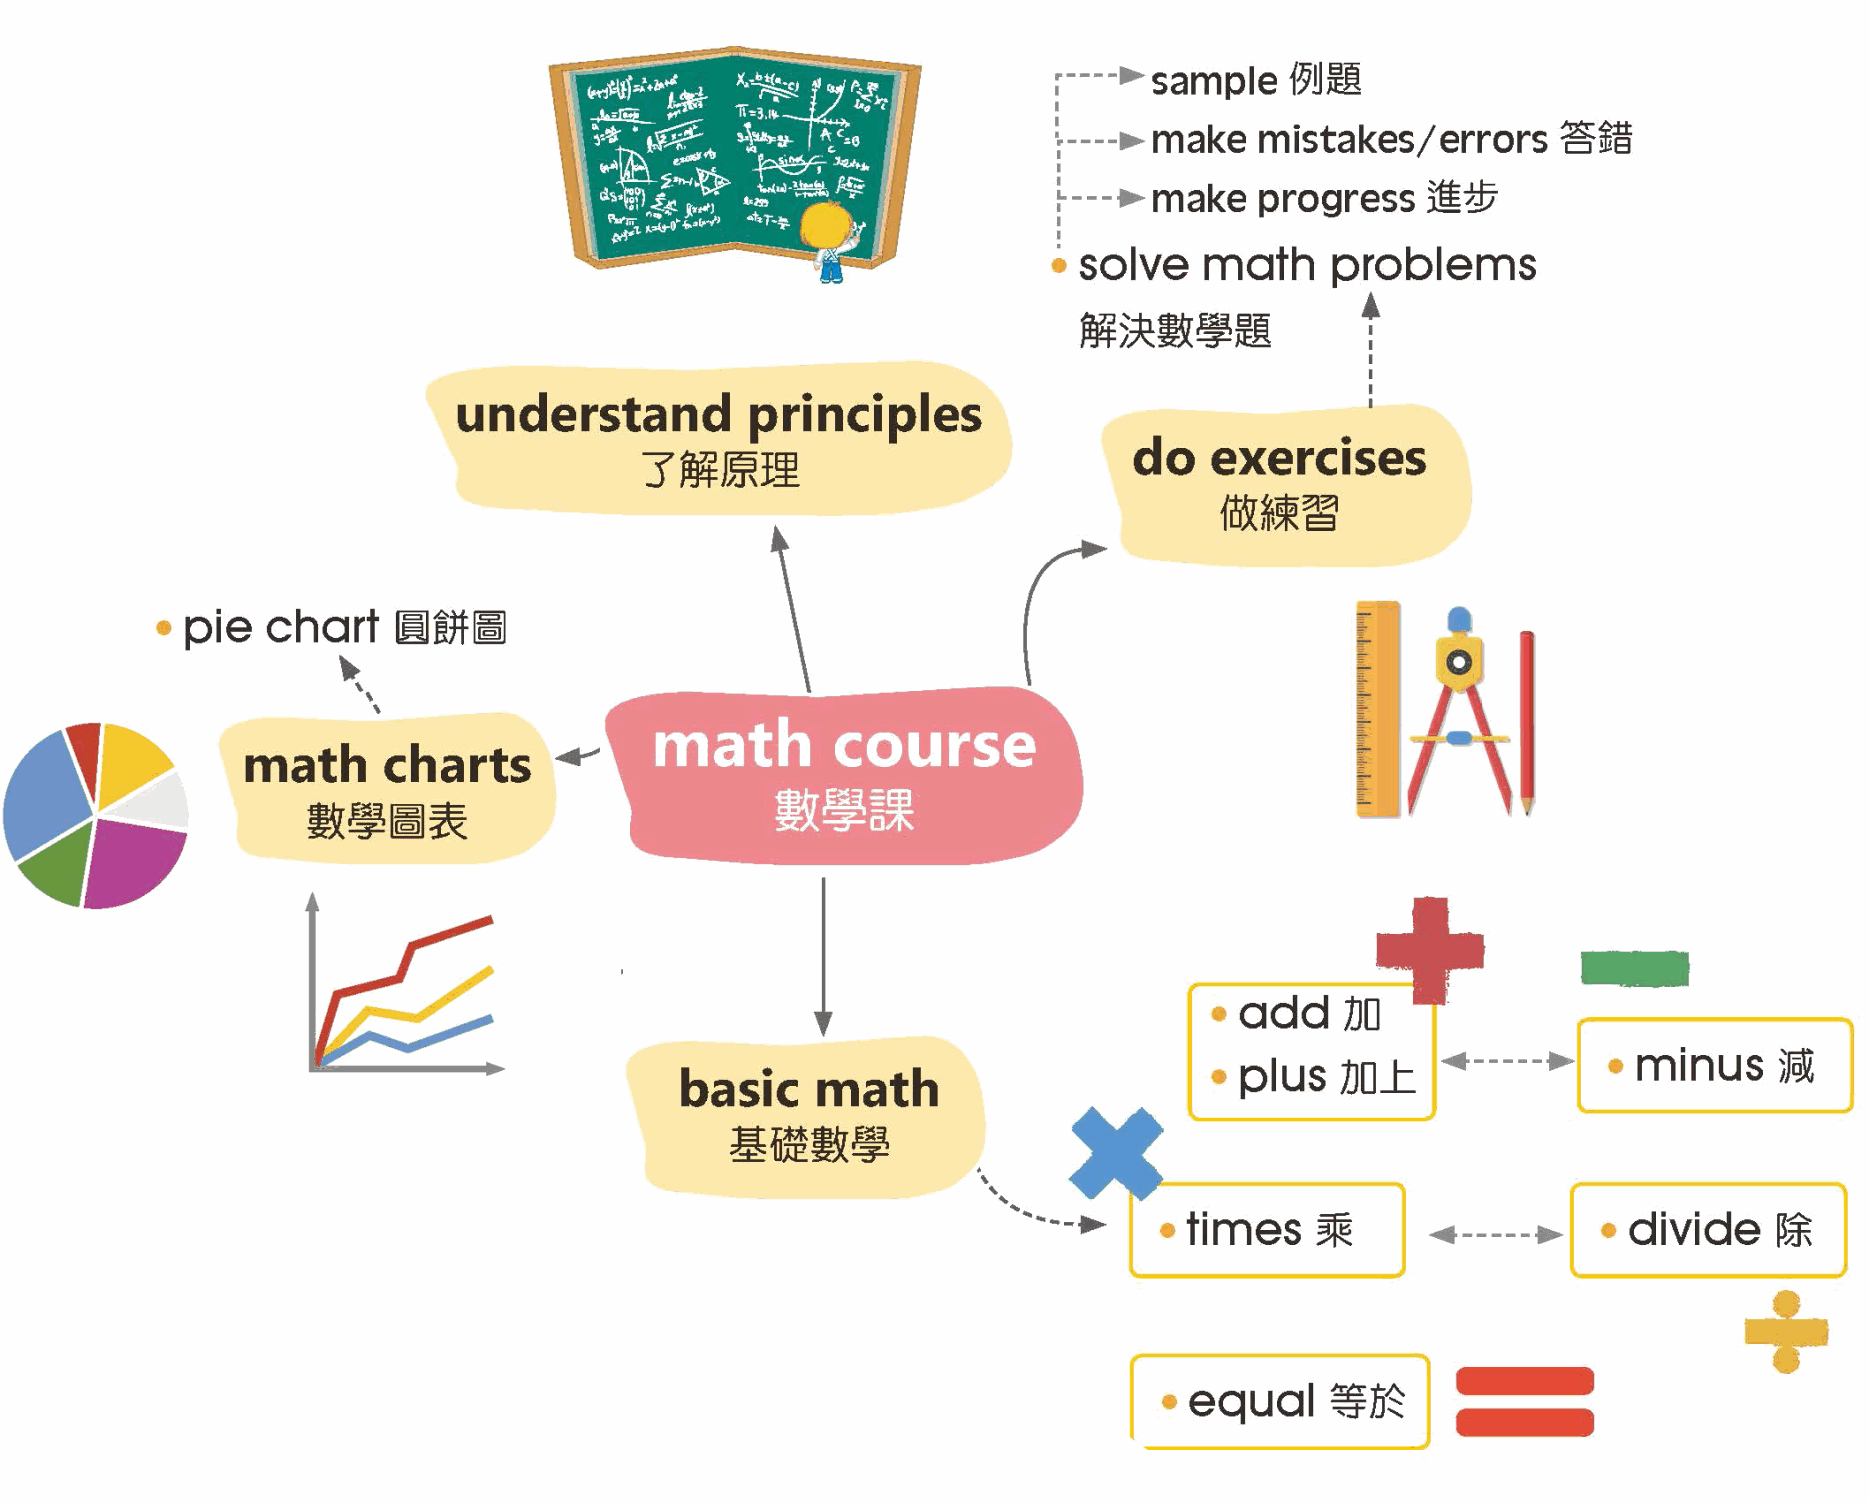 sample 例題
make mistakes/errors 答錯
make progress 進步
solve math problems
解決數學題
understand principles
了解原理
do exercises
做練習
pie chart 圓餅圖
math charts
數學圖表
math course
數學課
basic math
基礎數學
add 加
plus 加上
minus 減
times 乘
divide 除
equal 等於